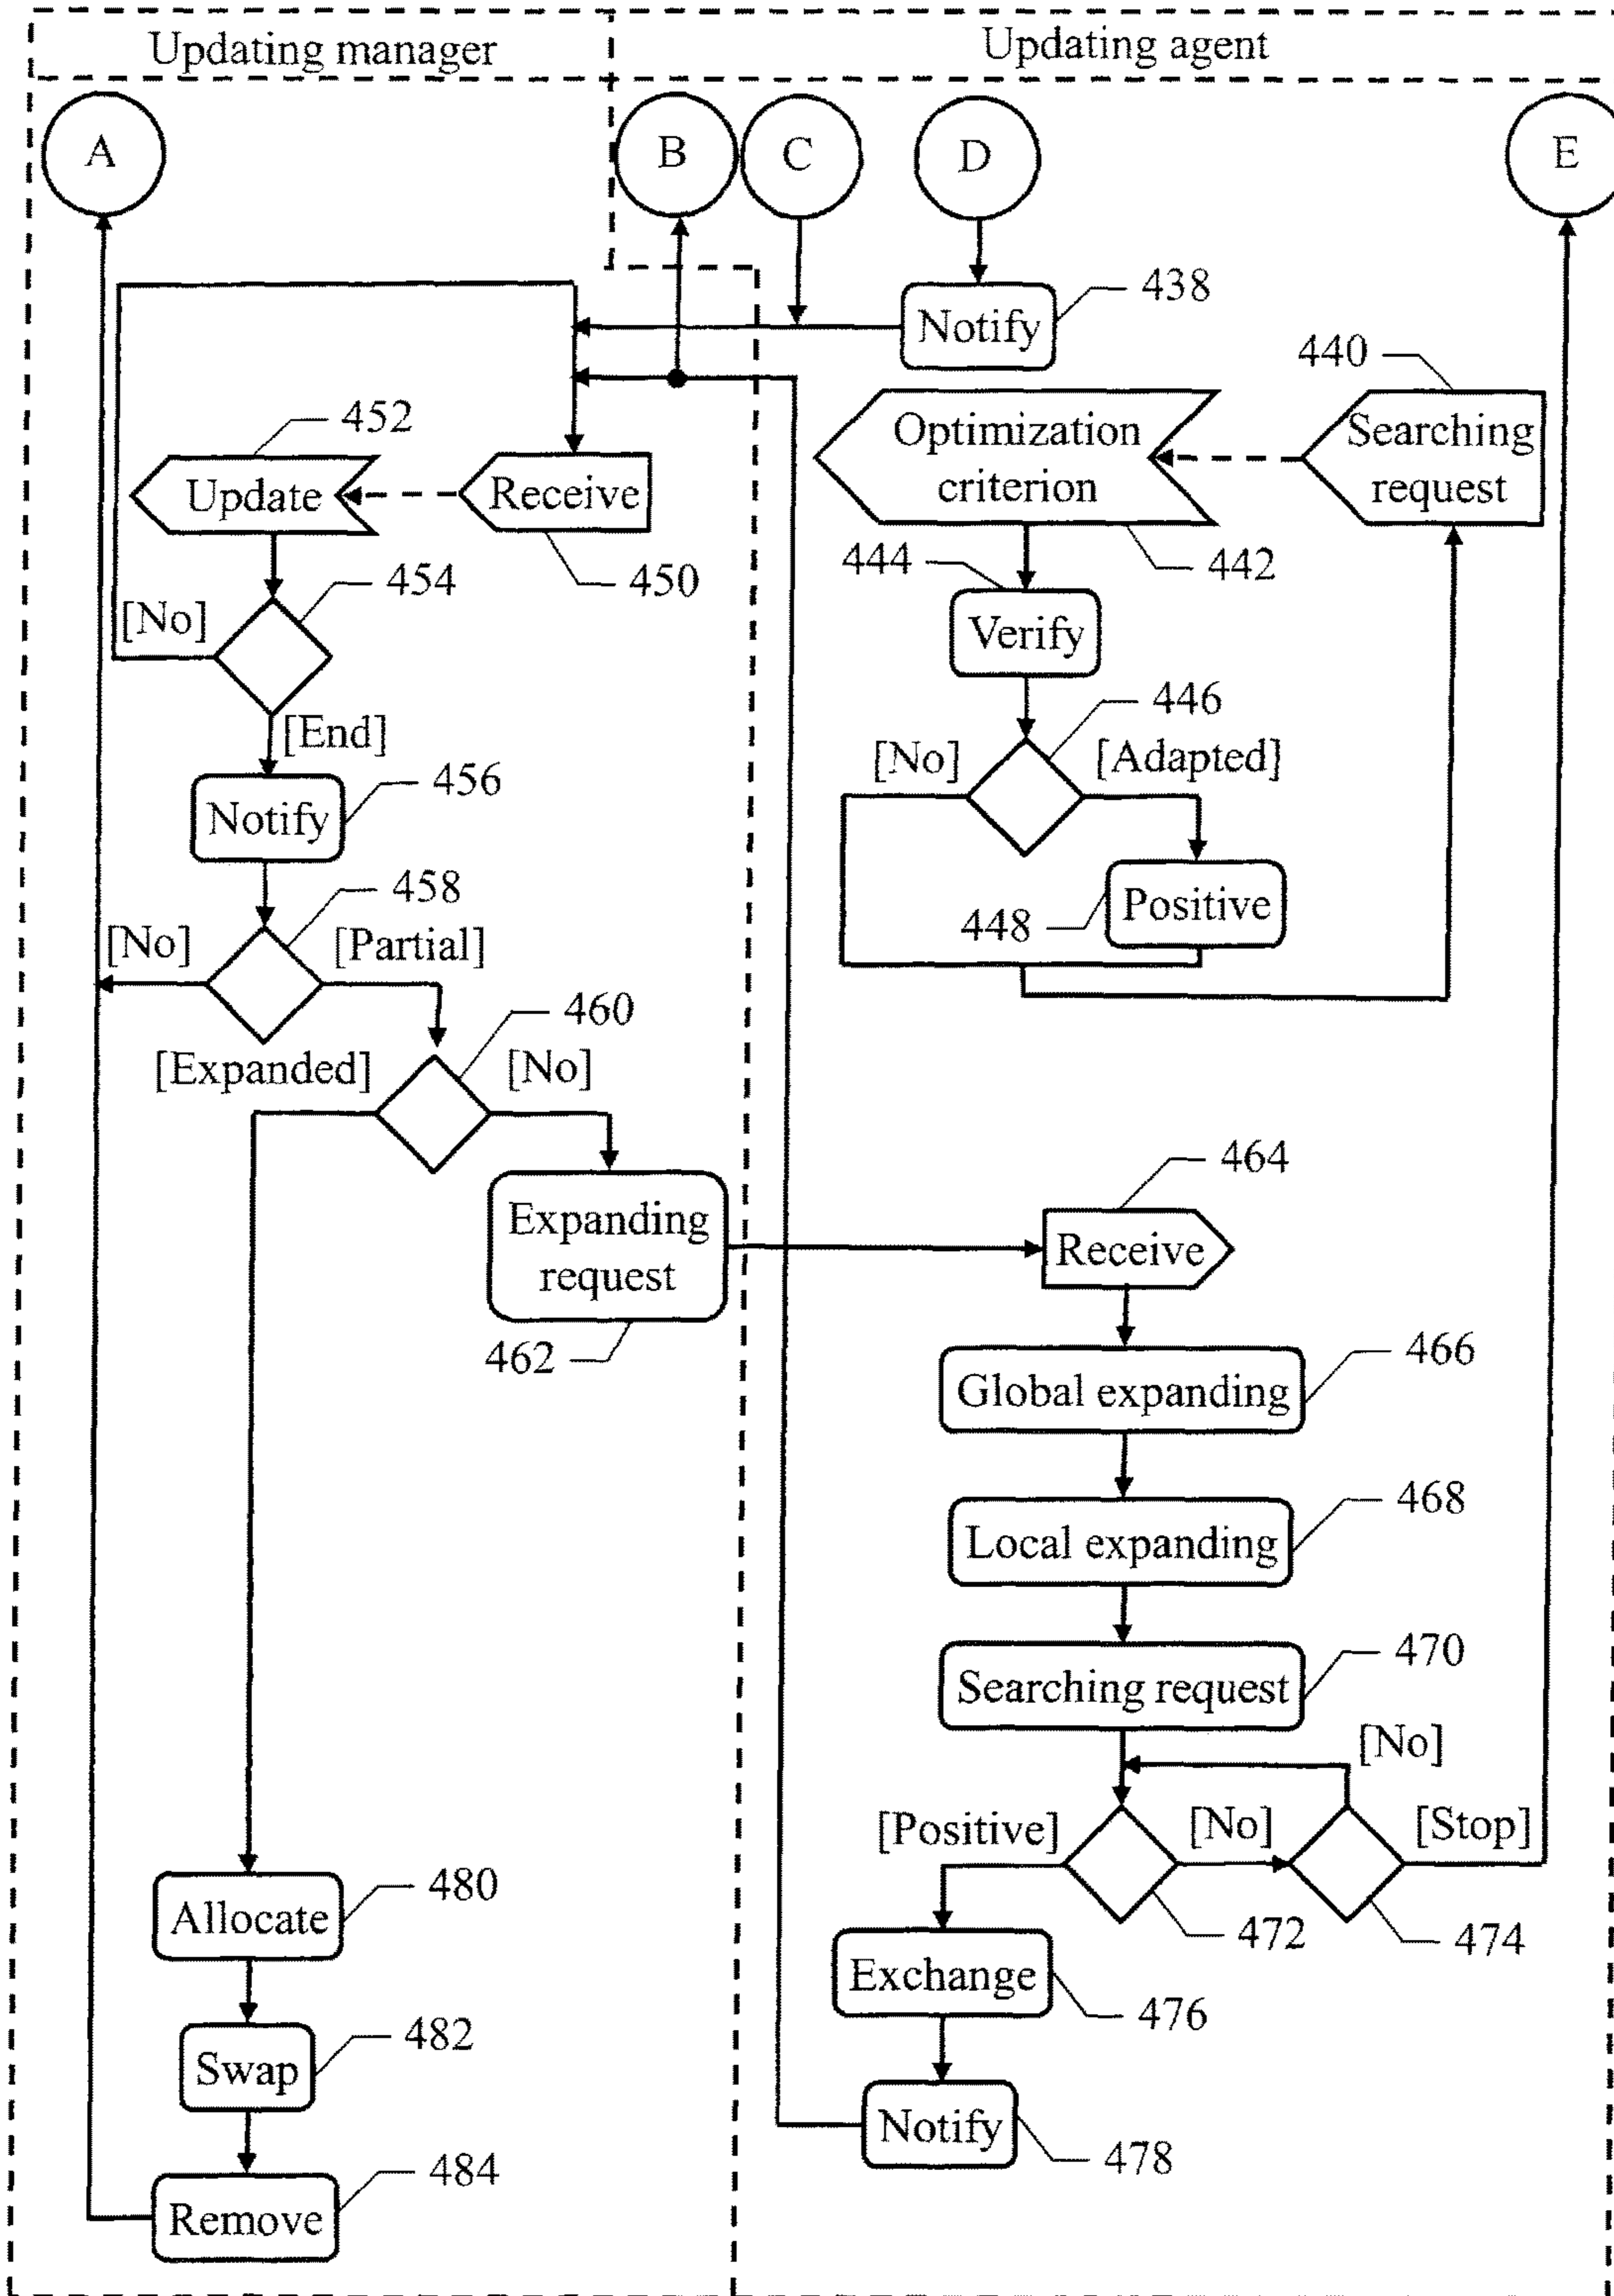 Updating manager
Updating agent
A
B
C
D
E
438
Notify
440
Optimization
criterion
Searching
request
452
Update
Receive
442
444
450
454
[No]
Verify
446
[End]
[No]
[Adapted]
456
Notify
458
448
Positive
[No]
[Partial]
460
[Expanded]
[No]
464
Expanding
request
Receive
462
466
Global expanding
468
Local expanding
470
Searching request
[No]
[Positive]
[No]
[Stop]
480
Allocate
472
474
Exchange
476
482
Swap
Notify
478
484
Remove